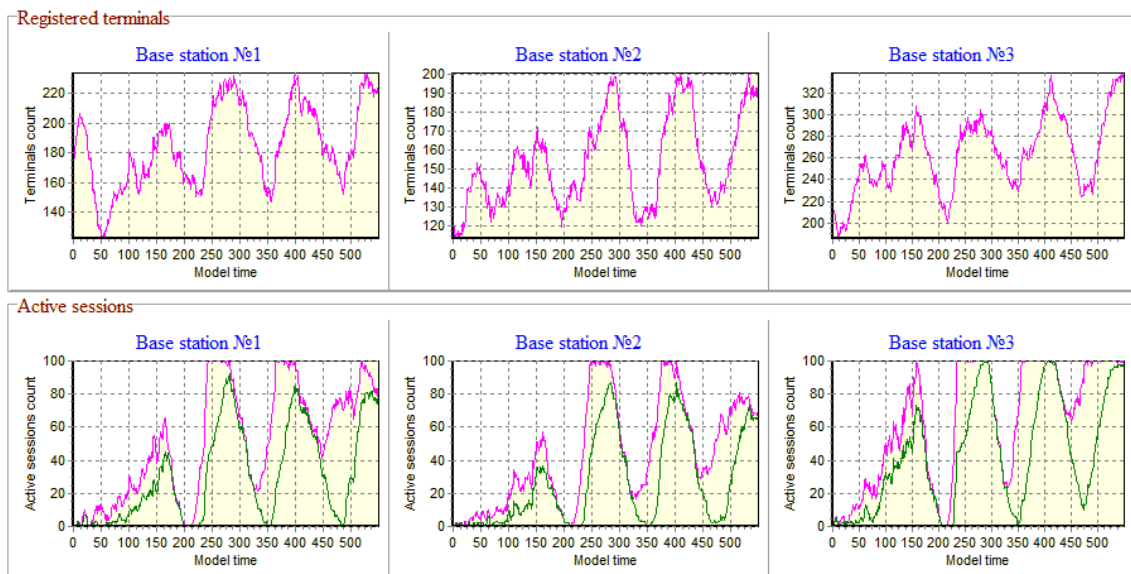 Registered terminals
Base station №1
Terminals count
220
200
180
160
140
0 50 100 150 200 250 300 350 400 450 500
Model time
Base station №2
Terminals count
200
190
180
170
160
150
140
130
120
0 50 100 150 200 250 300 350 400 450 500
Model time
Base station №3
Terminals count
320
300
280
260
240
220
200
0 50 100 150 200 250 300 350 400 450 500
Model time
Active sessions
Base station №1
Active sessions count
100
80
60
40
20
0
0 50 100 150 200 250 300 350 400 450 500
Model time
Base station №2
Active sessions count
100
80
60
40
20
0
0 50 100 150 200 250 300 350 400 450 500
Model time
Base station №3
Active sessions count
100
80
60
40
20
0
0 50 100 150 200 250 300 350 400 450 500
Model time